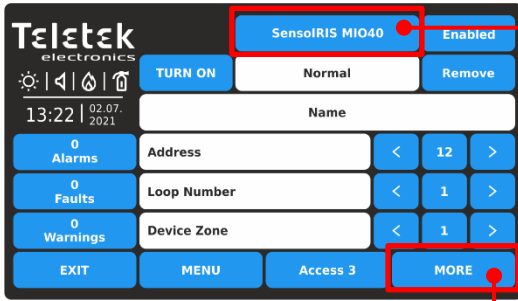 Teletek
electronics
SensoIRIS MIO40
Enabled
TURN ON
Normal
Remove
13:22
02.07.
2021
Name
0
Alarms
Address
<
12
>
0
Faults
Loop Number
<
1
>
0
Warnings
Device Zone
<
1
>
EXIT
MENU
Access 3
MORE